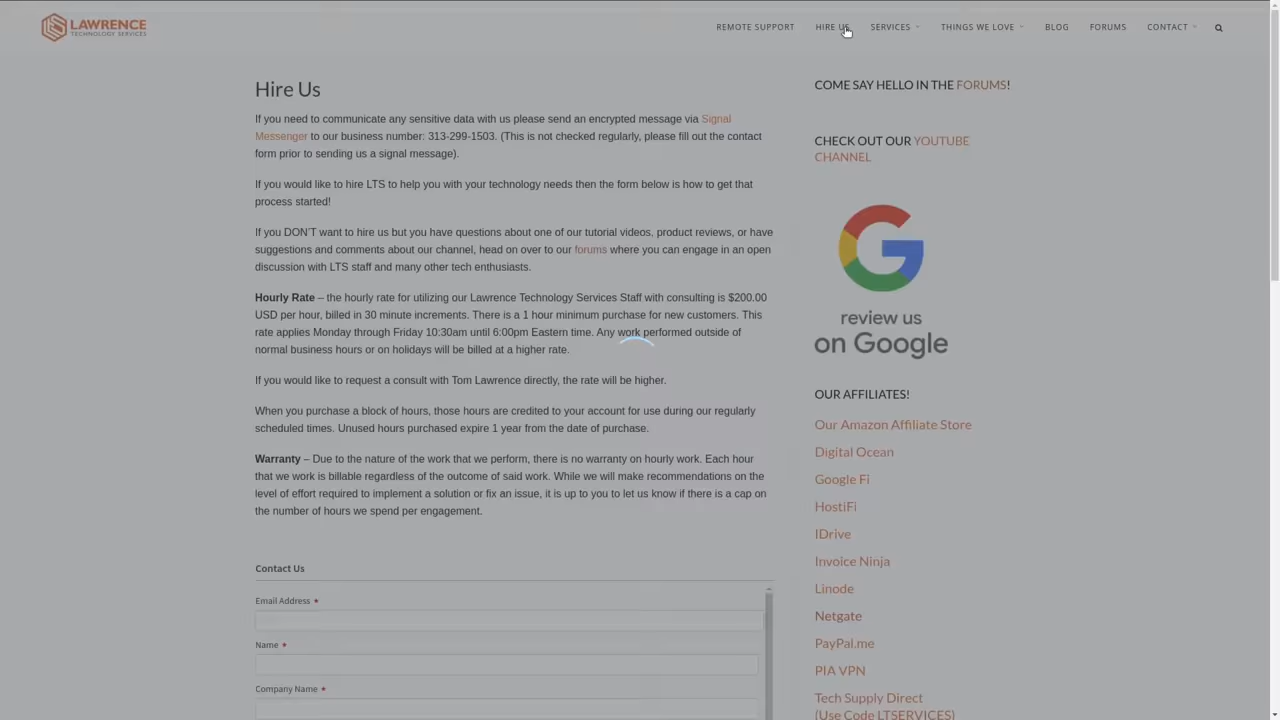 LAWRENCE
TECHNOLOGY SERVICES
REMOTE SUPPORT
HIRE US
SERVICES
THINGS WE LOVE
BLOG
FORUMS
CONTACT
Hire Us
If you need to communicate any sensitive data with us please send an encrypted message via Signal
Messenger to our business number: 313-299-1503. (This is not checked regularly, please fill out the contact
form prior to sending us a signal message).
If you would like to hire LTS to help you with your technology needs then the form below is how to get that
process started!
If you DON'T want to hire us but you have questions about one of our tutorial videos, product reviews, or have
suggestions and comments about our channel, head on over to our forums where you can engage in an open
discussion with LTS staff and many other tech enthusiasts.
Hourly Rate – the hourly rate for utilizing our Lawrence Technology Services Staff with consulting is $200.00
USD per hour, billed in 30 minute increments. There is a 1 hour minimum purchase for new customers. This
rate applies Monday through Friday 10:30am until 6:00pm Eastern time. Any work performed outside of
normal business hours or on holidays will be billed at a higher rate.
If you would like to request a consult with Tom Lawrence directly, the rate will be higher.
When you purchase a block of hours, those hours are credited to your account for use during our regularly
scheduled times. Unused hours purchased expire 1 year from the date of purchase.
Warranty – Due to the nature of the work that we perform, there is no warranty on hourly work. Each hour
that we work is billable regardless of the outcome of said work. While we will make recommendations on the
level of effort required to implement a solution or fix an issue, it is up to you to let us know if there is a cap on
the number of hours we spend per engagement.
Contact Us
Email Address *
Name *
Company Name *
COME SAY HELLO IN THE FORUMS!
CHECK OUT OUR YOUTUBE
CHANNEL
review us
on Google
OUR AFFILIATES!
Our Amazon Affiliate Store
Digital Ocean
Google Fi
HostiFi
IDrive
Invoice Ninja
Linode
Netgate
PayPal.me
PIA VPN
Tech Supply Direct
(Use Code LTSERVICES)